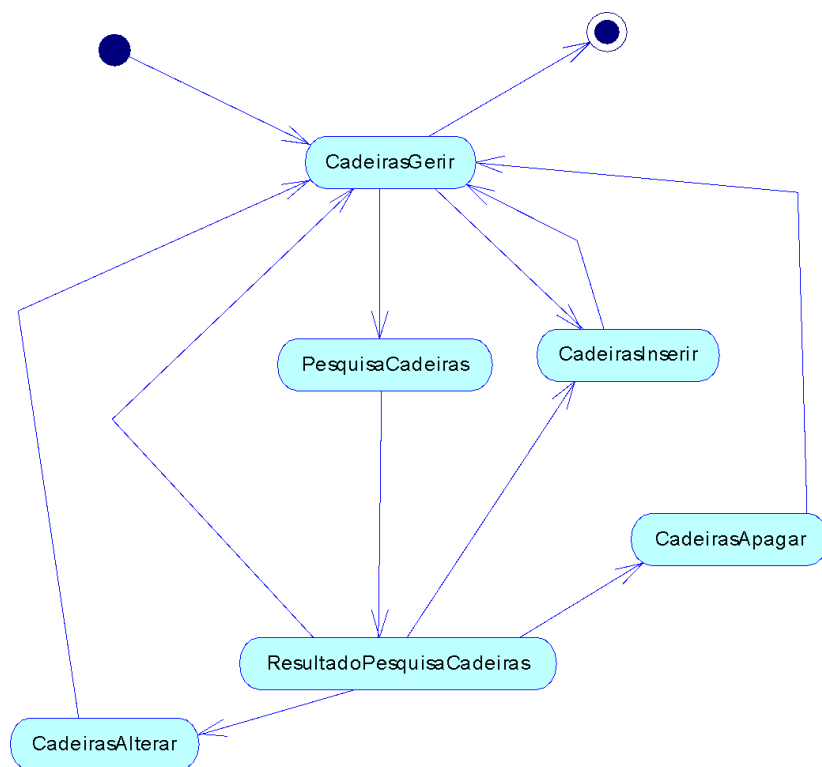 CadeirasGerir
PesquisaCadeiras
CadeirasInserir
CadeirasApagar
ResultadoPesquisaCadeiras
CadeirasAlterar